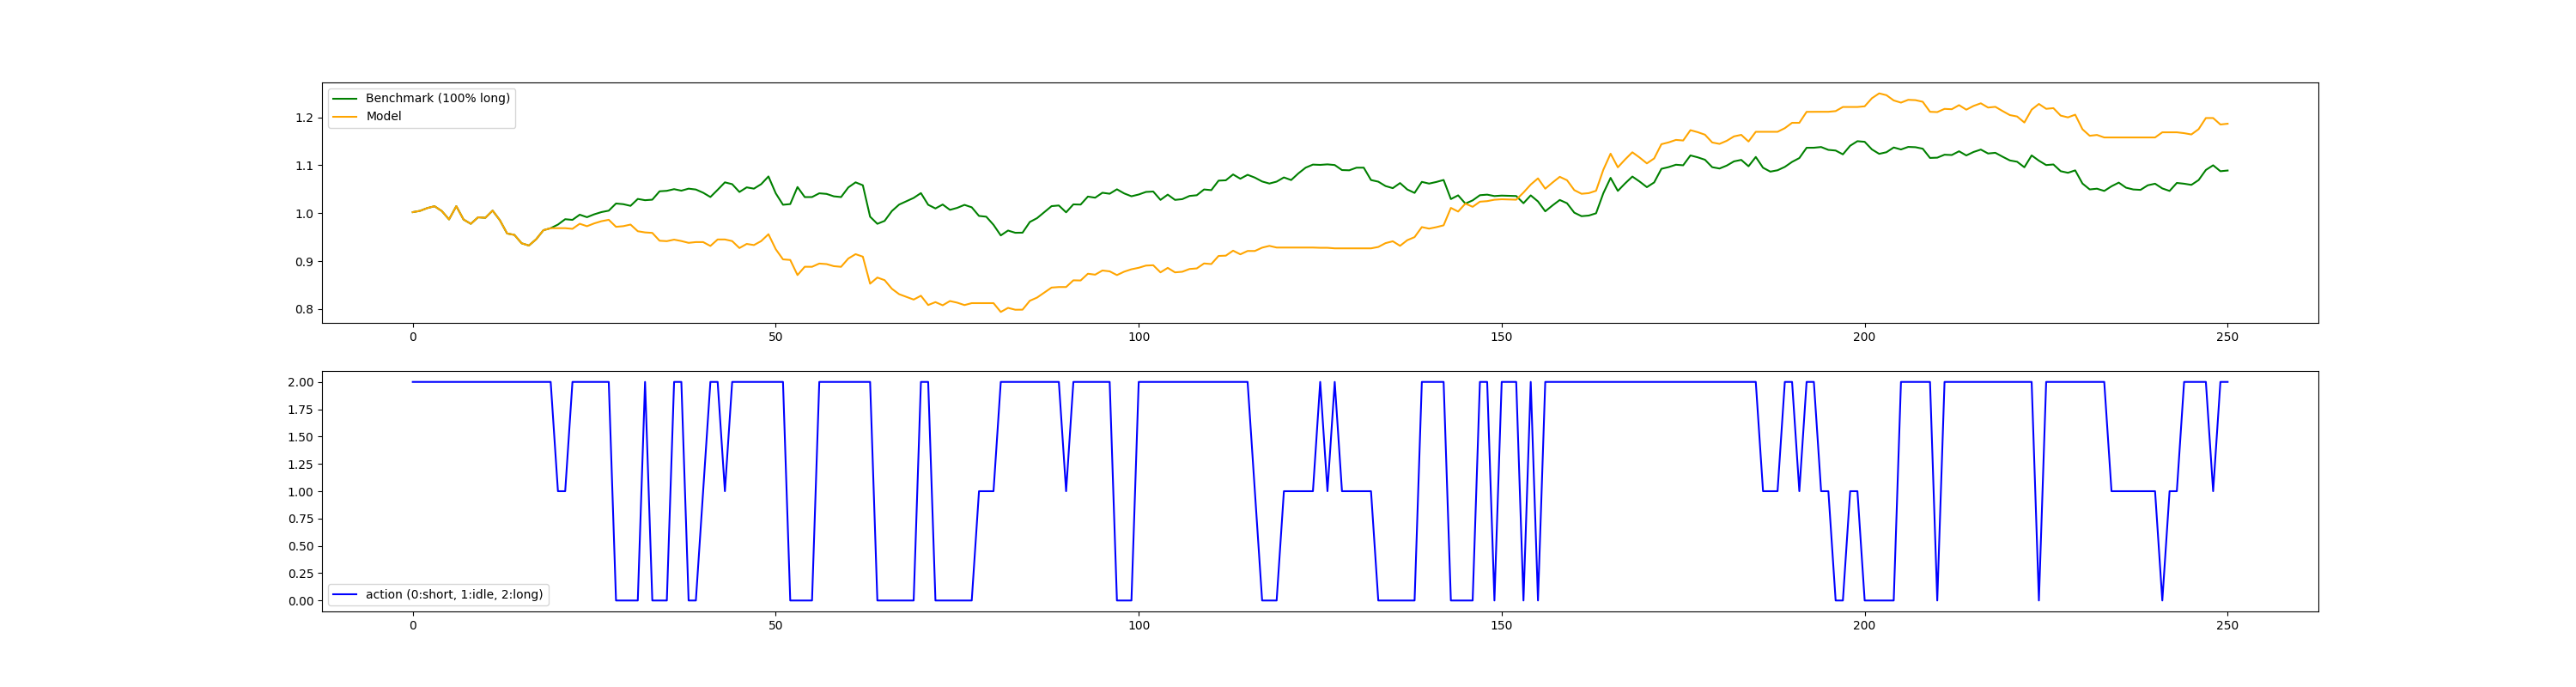 Benchmark (100% long)
Model
1.2
1.1
1.0
0.9
0.8
0 50 100 150 200 250
2.00
1.75
1.50
1.25
1.00
0.75
0.50
0.25
0.00
action (0:short, 1:idle, 2:long)
0 50 100 150 200 250